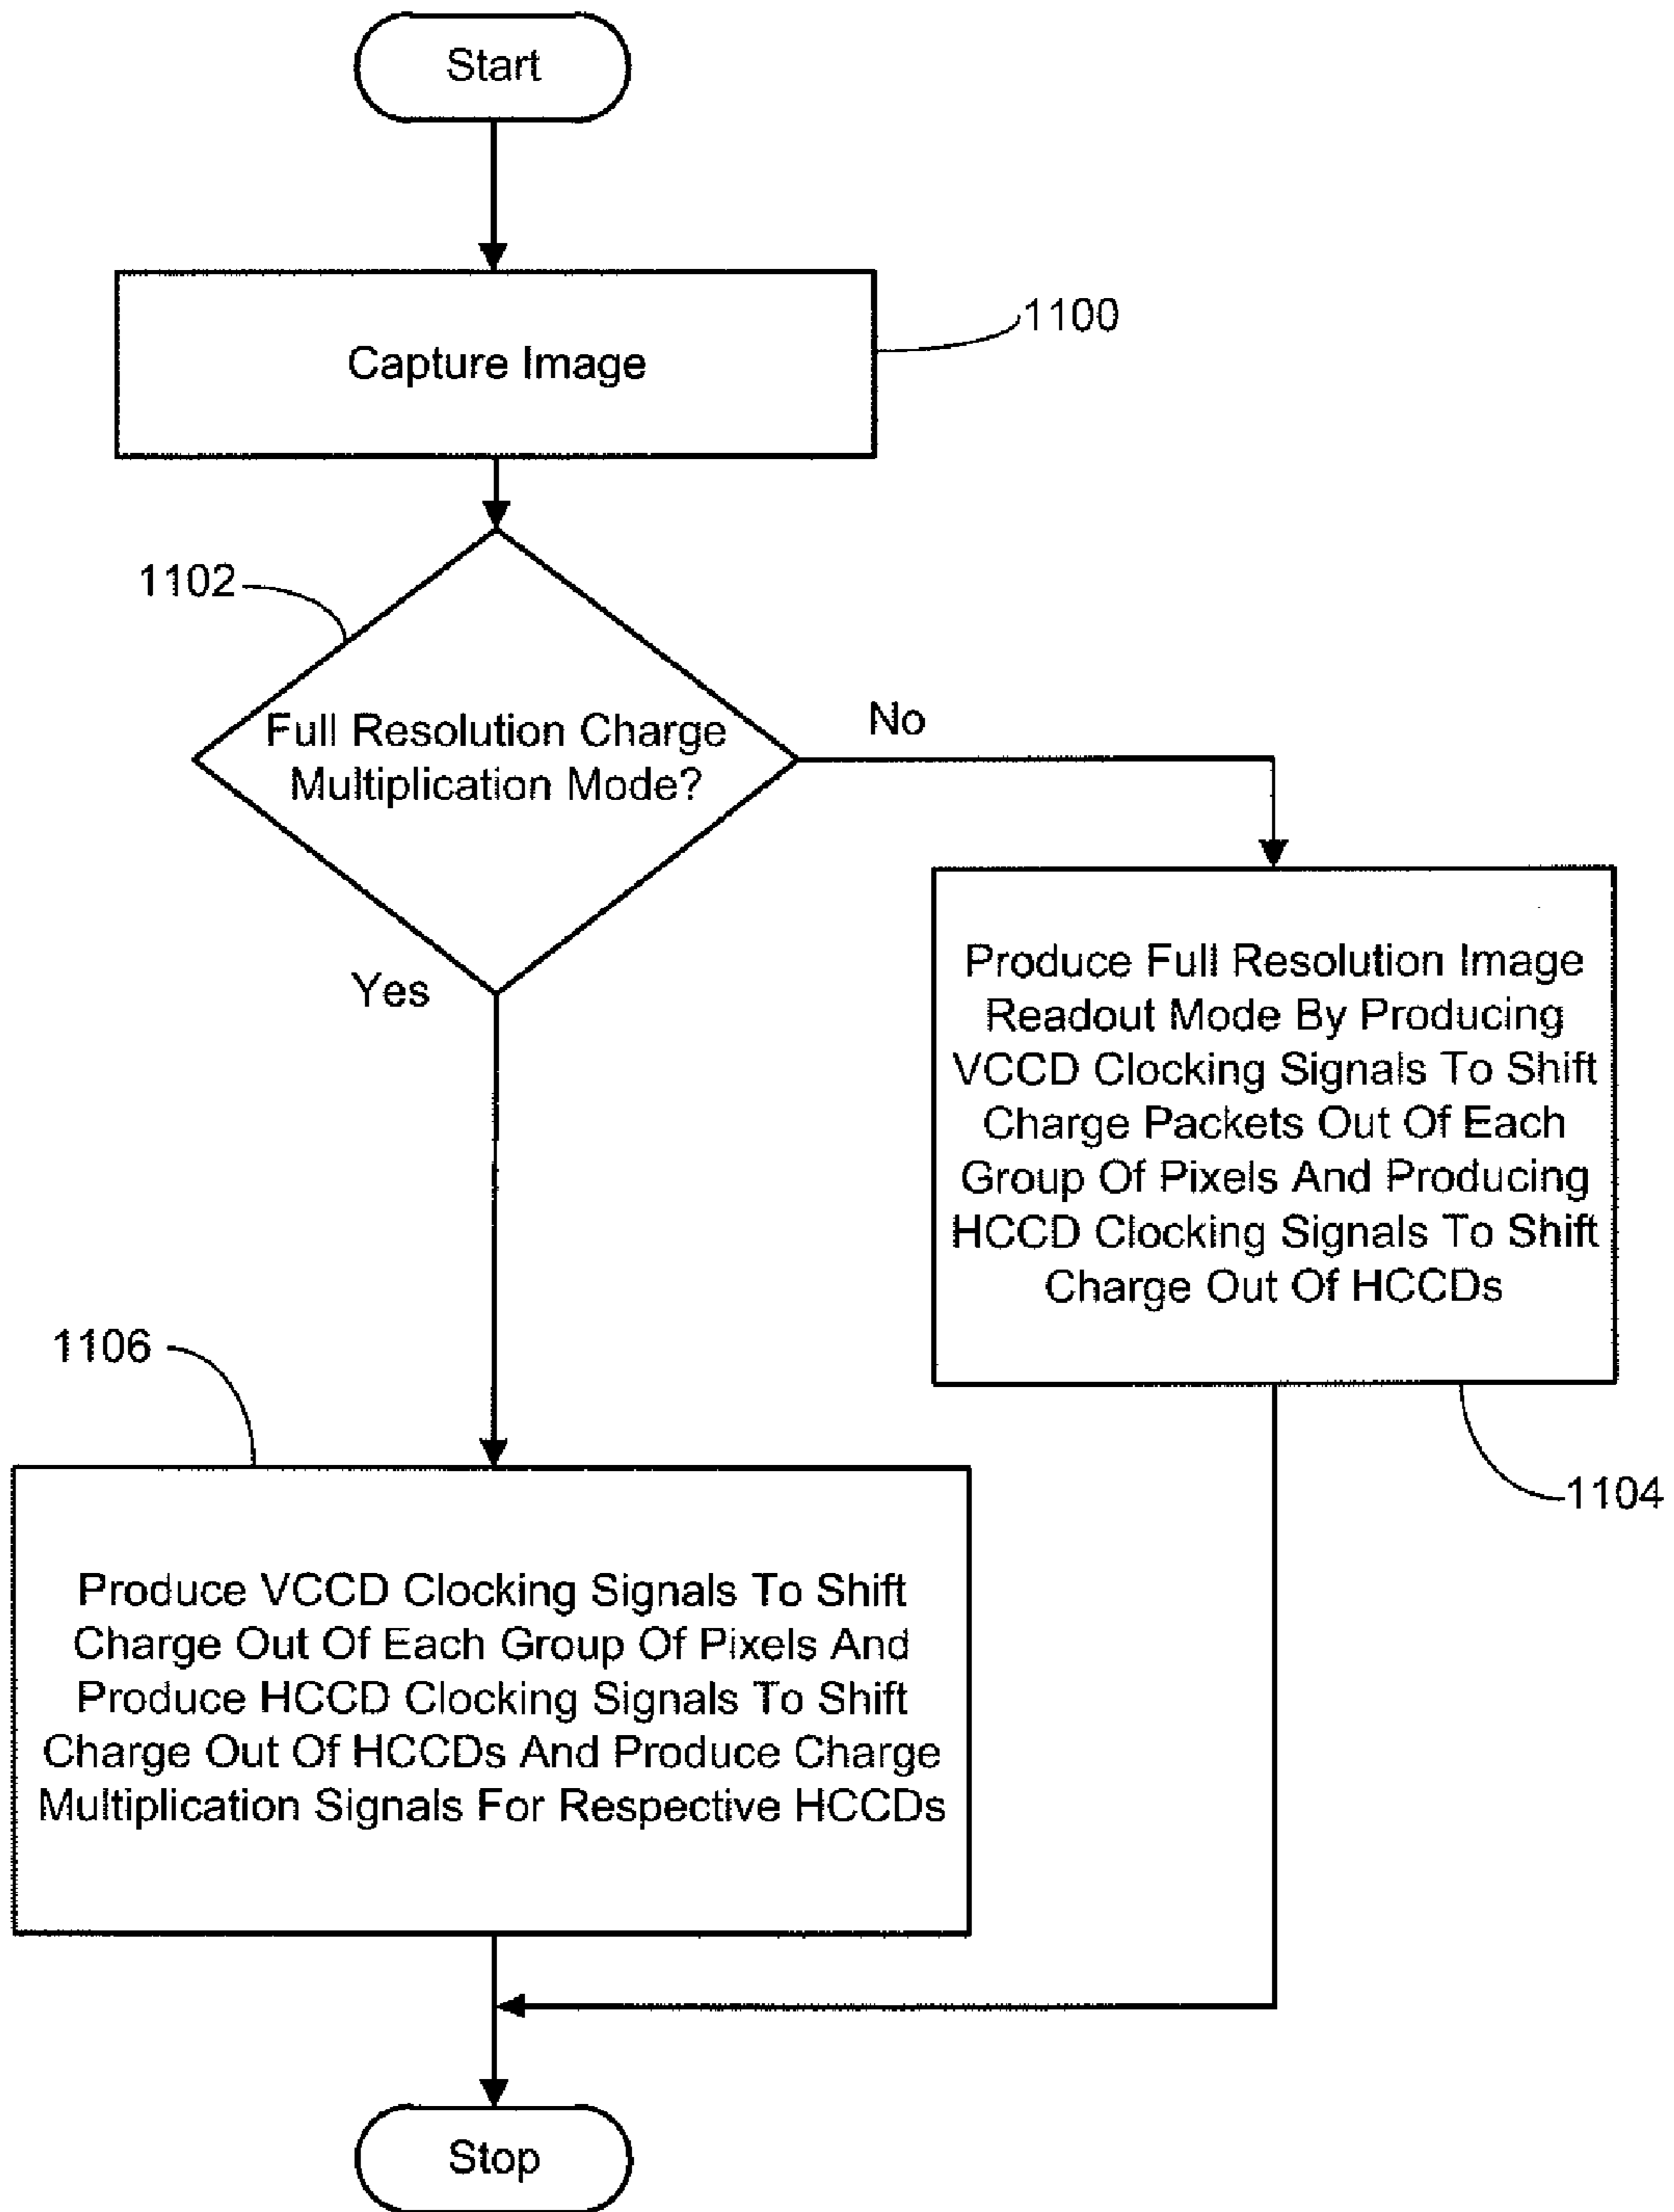 Start
Capture Image
1100
1102
Full Resolution Charge
Multiplication Mode?
No
Yes
Produce Full Resolution Image
Readout Mode By Producing
VCCD Clocking Signals To Shift
Charge Packets Out Of Each
Group Of Pixels And Producing
HCCD Clocking Signals To Shift
Charge Out Of HCCDs
1104
1106
Produce VCCD Clocking Signals To Shift
Charge Out Of Each Group Of Pixels And
Produce HCCD Clocking Signals To Shift
Charge Out Of HCCDs And Produce Charge
Multiplication Signals For Respective HCCDs
Stop